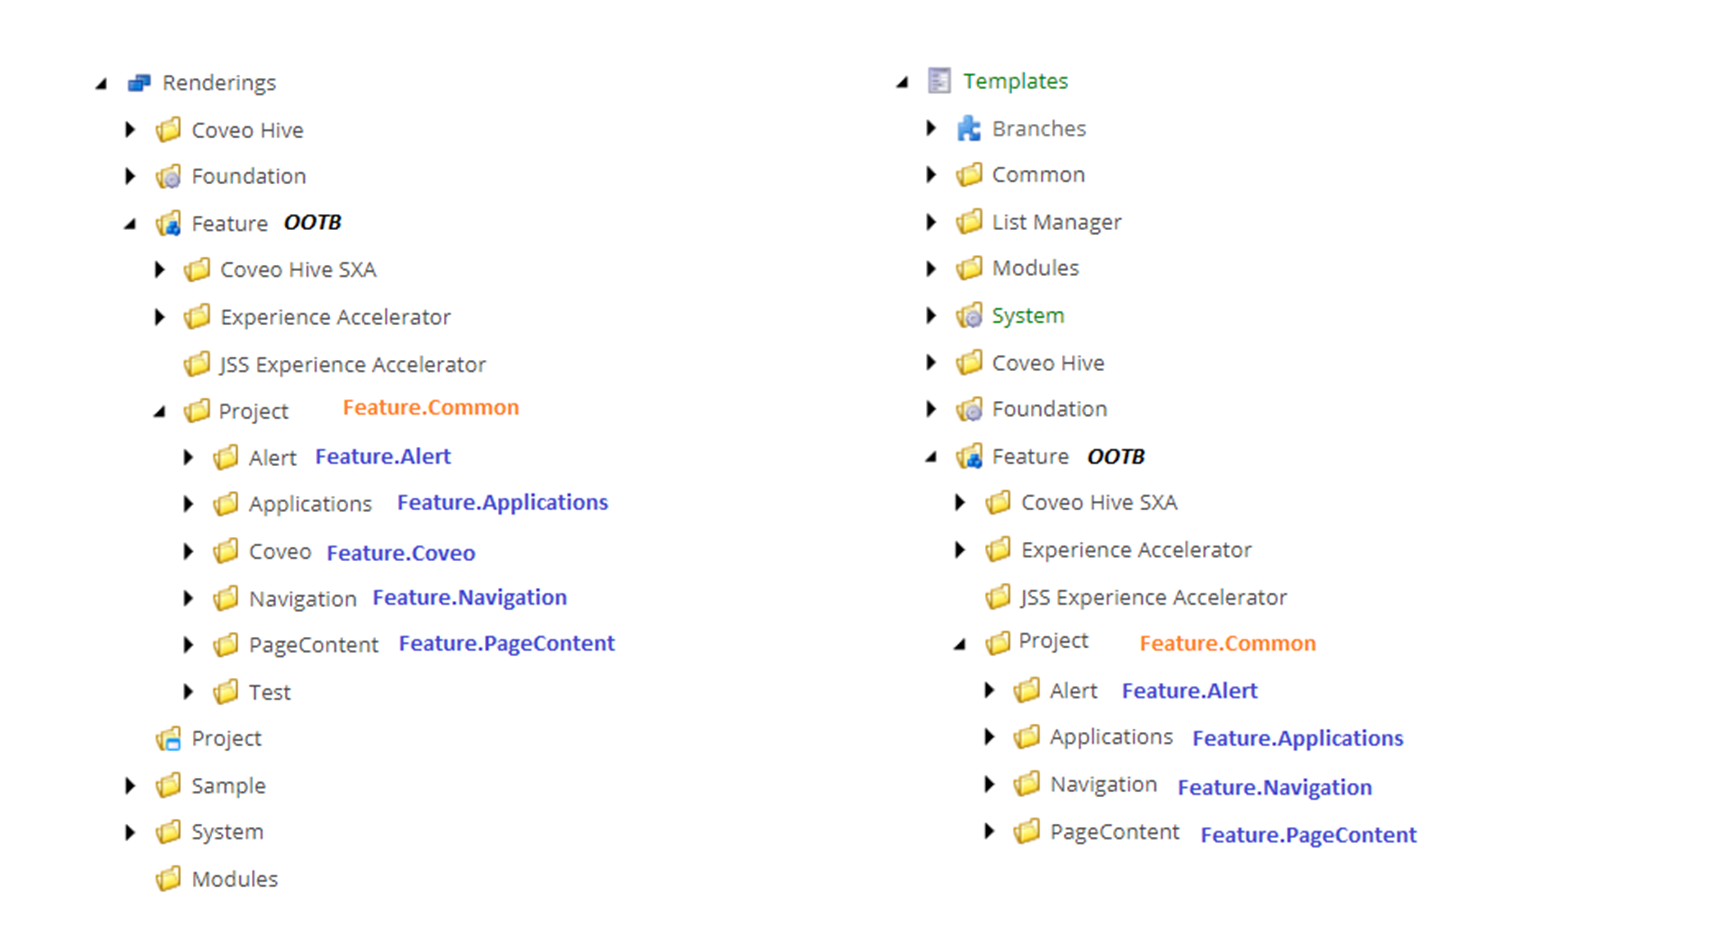 Renderings
Coveo Hive
Foundation
Feature OOTB
Coveo Hive SXA
Experience Accelerator
JSS Experience Accelerator
Project Feature.Common
Alert Feature.Alert
Applications Feature.Applications
Coveo Feature.Coveo
Navigation Feature.Navigation
PageContent Feature.PageContent
Test
Project
Sample
System
Modules
Templates
Branches
Common
List Manager
Modules
System
Coveo Hive
Foundation
Feature OOTB
Coveo Hive SXA
Experience Accelerator
JSS Experience Accelerator
Project Feature.Common
Alert Feature.Alert
Applications Feature.Applications
Navigation Feature.Navigation
PageContent Feature.PageContent